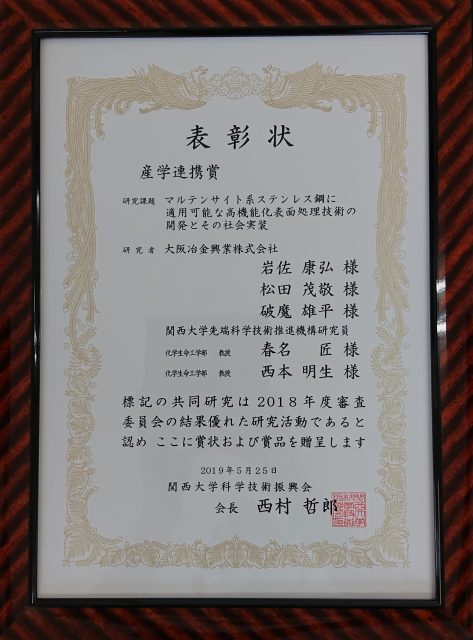 表彰状
産学連携賞
研究課題 マルテンサイト系ステンレス鋼に
適用可能な高機能化表面処理技術の
開発とその社会実装
研究者 大阪冶金興業株式会社
岩佐 康弘 様
松田 茂敬 様
破魔 雄平 様
関西大学先端科学技術推進機構研究員
化学生命工学部 教授 春名 匠 様
化学生命工学部 教授 西本 明生 様
標記の共同研究は2018年度審査
委員会の結果優れた研究活動であると
認め ここに賞状および賞品を贈呈します
2019年5月25日
関西大学科学技術振興会
会長 西村 哲郎